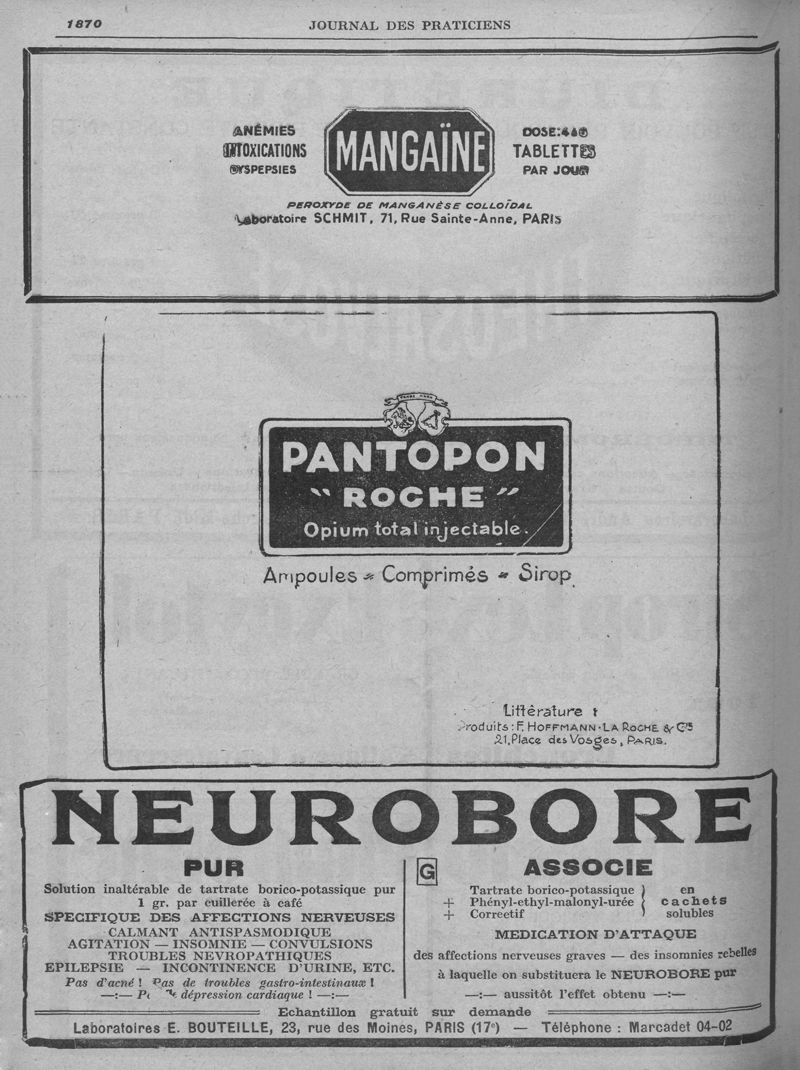 1870
JOURNAL DES PRATICIENS
ANÉMIES
INTOXICATIONS
DYSPEPSIES
MANGAÏNE
DOSE: 4 à 6
TABLETTES
PAR JOUR
PEROXYDE DE MANGANÈSE COLLOÏDAL
Laboratoire SCHMIT, 71, Rue Sainte-Anne, PARIS
PANTOPON
"ROCHE"
Opium total injectable.
Ampoules - Comprimés - Sirop
Littérature
Produits: F. HOFFMANN-LA ROCHE & Cie
21, Place des Vosges, PARIS.
NEUROBORE
PUR
Solution inaltérable de tartrate borico-potassique pur
1 gr. par cuillerée à café
SPECIFIQUE DES AFFECTIONS NERVEUSES
CALMANT ANTISPASMODIQUE
AGITATION — INSOMNIE — CONVULSIONS
TROUBLES NEVROPATHIQUES
EPILEPSIE — INCONTINENCE D'URINE, ETC.
Pas d'acné ! Pas de troubles gastro-intestinaux !
—:— de dépression cardiaque ! —:—
G
ASSOCIE
Tartrate borico-potassique } en
+ Phényl-ethyl-malonyl-urée } cachets
+ Correctif } solubles
MEDICATION D'ATTAQUE
des affections nerveuses graves — des insomnies rebelles
à laquelle on substituera le NEUROBORE pur
—:— aussitôt l'effet obtenu —:—
Echantillon gratuit sur demande
Laboratoires E. BOUTEILLE, 23, rue des Moines, PARIS (17e) — Téléphone : Marcadet 04-02